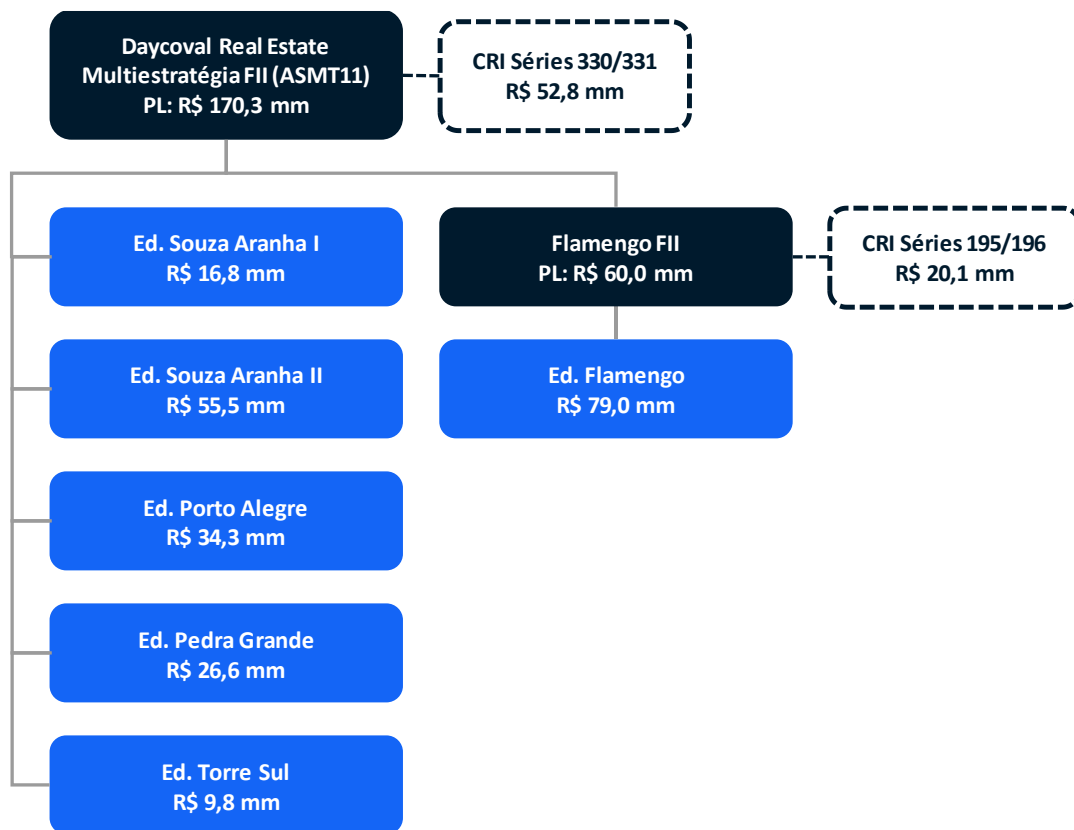 Daycoval Real Estate
Multiestratégia FII (ASMT11)
PL: R$ 170,3 mm
CRI Séries 330/331
R$ 52,8 mm
Ed. Souza Aranha I
R$ 16,8 mm
Flamengo FII
PL: R$ 60,0 mm
CRI Séries 195/196
R$ 20,1 mm
Ed. Souza Aranha II
R$ 55,5 mm
Ed. Flamengo
R$ 79,0 mm
Ed. Porto Alegre
R$ 34,3 mm
Ed. Pedra Grande
R$ 26,6 mm
Ed. Torre Sul
R$ 9,8 mm